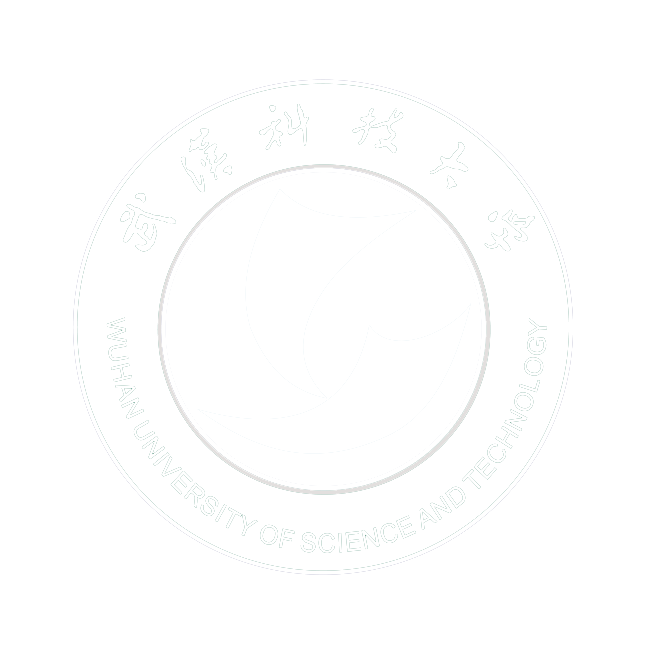 武汉科技大学
WUHAN UNIVERSITY OF SCIENCE AND TECHNOLOGY